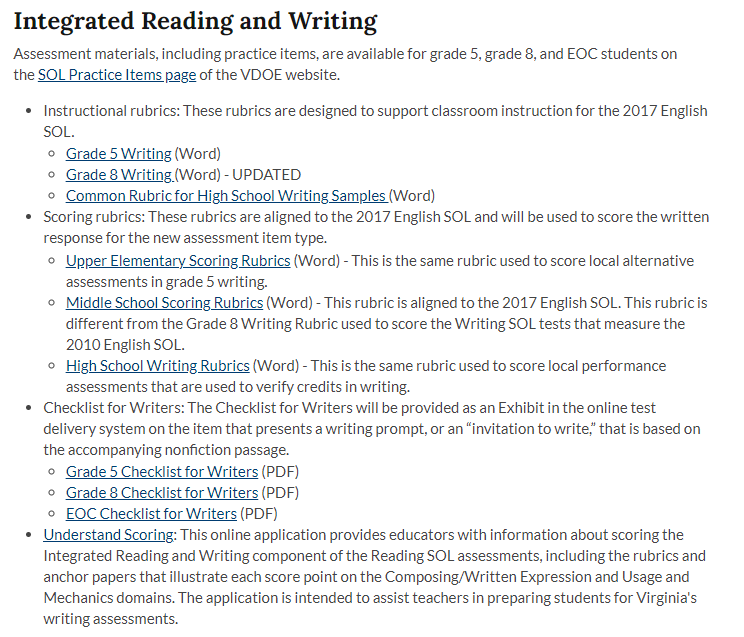 Integrated Reading and Writing
Assessment materials, including practice items, are available for grade 5, grade 8, and EOC students on
the SOL Practice Items page of the VDOE website.
• Instructional rubrics: These rubrics are designed to support classroom instruction for the 2017 English
SOL.
◦ Grade 5 Writing (Word)
◦ Grade 8 Writing (Word) - UPDATED
◦ Common Rubric for High School Writing Samples (Word)
• Scoring rubrics: These rubrics are aligned to the 2017 English SOL and will be used to score the written
response for the new assessment item type.
◦ Upper Elementary Scoring Rubrics (Word) - This is the same rubric used to score local alternative
assessments in grade 5 writing.
◦ Middle School Scoring Rubrics (Word) - This rubric is aligned to the 2017 English SOL. This rubric is
different from the Grade 8 Writing Rubric used to score the Writing SOL tests that measure the
2010 English SOL.
◦ High School Writing Rubrics (Word) - This is the same rubric used to score local performance
assessments that are used to verify credits in writing.
• Checklist for Writers: The Checklist for Writers will be provided as an Exhibit in the online test
delivery system on the item that presents a writing prompt, or an “invitation to write,” that is based on
the accompanying nonfiction passage.
◦ Grade 5 Checklist for Writers (PDF)
◦ Grade 8 Checklist for Writers (PDF)
◦ EOC Checklist for Writers (PDF)
• Understand Scoring: This online application provides educators with information about scoring the
Integrated Reading and Writing component of the Reading SOL assessments, including the rubrics and
anchor papers that illustrate each score point on the Composing/Written Expression and Usage and
Mechanics domains. The application is intended to assist teachers in preparing students for Virginia's
writing assessments.